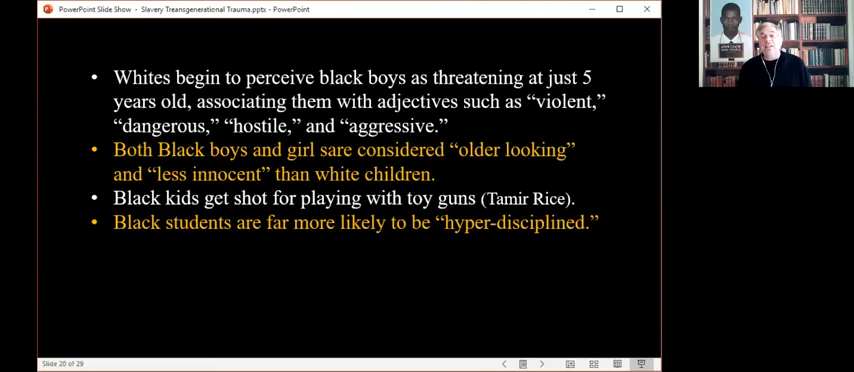 PowerPoint Slide Show - Slavery Treansgenerational Trauma.pptx - PowerPoint
• Whites begin to perceive black boys as threatening at just 5
years old, associating them with adjectives such as “violent,”
“dangerous,” “hostile,” and “aggressive.”
• Both Black boys and girl sare considered “older looking”
and “less innocent” than white children.
• Black kids get shot for playing with toy guns (Tamir Rice).
• Black students are far more likely to be “hyper-disciplined.”
Slide 20 of 29